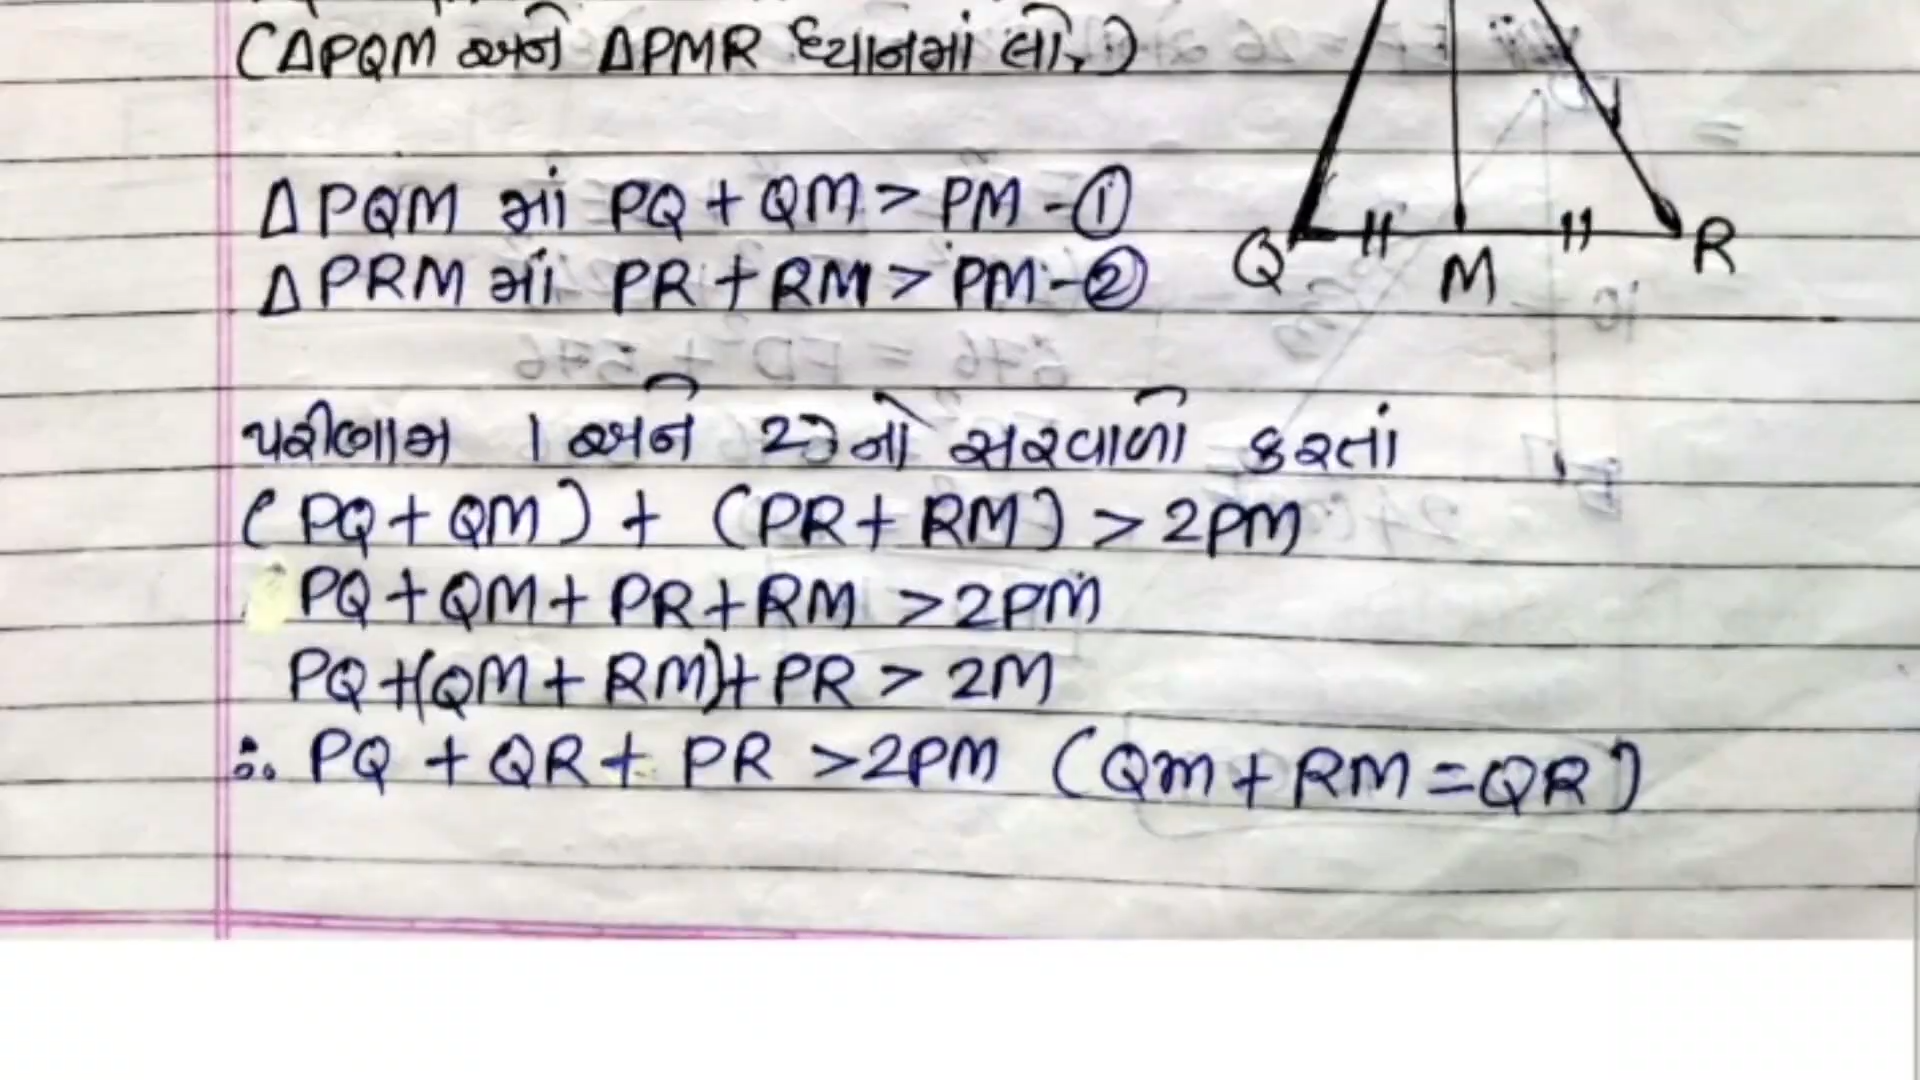 (ΔPQM અને ΔPMR ધ્યાનમાં લો.)
ΔPQM માં PQ + QM > PM - ①
ΔPRM માં PR + RM > PM - ②
Q M R
પરીણામ 1 અને 2 નો સરવાળો કરતાં
(PQ + QM) + (PR + RM) > 2PM
PQ + QM + PR + RM > 2PM
PQ + (QM + RM) + PR > 2M
∴ PQ + QR + PR > 2PM (QM + RM = QR)